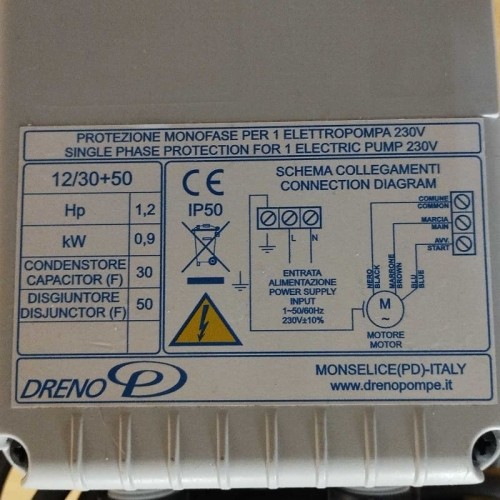 PROTEZIONE MONOFASE PER 1 ELETTROPOMPA 230V
SINGLE PHASE PROTECTION FOR 1 ELECTRIC PUMP 230V
12/30+50
Hp 1,2
kW 0,9
CONDENSTORE
CAPACITOR (F) 30
DISGIUNTORE
DISJUNCTOR (F) 50
CE
IP50
SCHEMA COLLEGAMENTI
CONNECTION DIAGRAM
L N
ENTRATA
ALIMENTAZIONE
POWER SUPPLY
INPUT
1~50/60Hz
230V±10%
COMUNE
COMMON
MARCIA
MAIN
AVV.
START
NERO
BLACK
MARRONE
BROWN
BLU
BLUE
M
~
MOTORE
MOTOR
DRENO
MONSELICE(PD)-ITALY
www.drenopompe.it